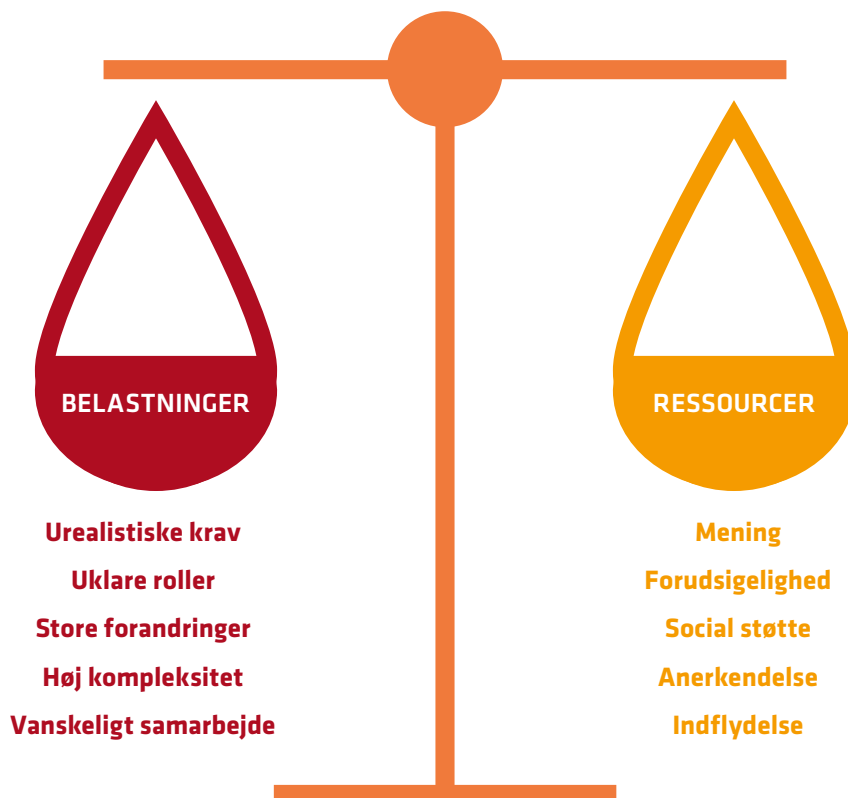 BELASTNINGER
Urealistiske krav
Uklare roller
Store forandringer
Høj kompleksitet
Vanskeligt samarbejde
RESSOURCER
Mening
Forudsigelighed
Social støtte
Anerkendelse
Indflydelse